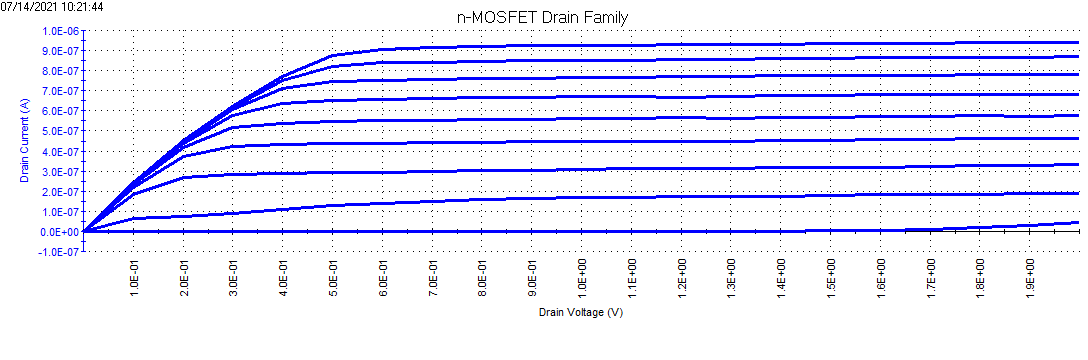 07/14/2021 10:21:44
n-MOSFET Drain Family
1.0E-06
9.0E-07
8.0E-07
7.0E-07
6.0E-07
5.0E-07
4.0E-07
3.0E-07
2.0E-07
1.0E-07
0.0E+00
-1.0E-07
Drain Current (A)
1.0E-01
2.0E-01
3.0E-01
4.0E-01
5.0E-01
6.0E-01
7.0E-01
8.0E-01
9.0E-01
1.0E+00
1.1E+00
1.2E+00
1.3E+00
1.4E+00
1.5E+00
1.6E+00
1.7E+00
1.8E+00
1.9E+00
Drain Voltage (V)